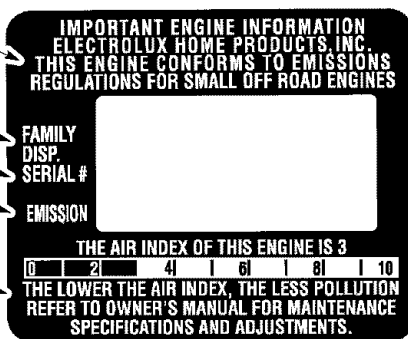 IMPORTANT ENGINE INFORMATION
ELECTROLUX HOME PRODUCTS, INC.
THIS ENGINE CONFORMS TO EMISSIONS
REGULATIONS FOR SMALL OFF ROAD ENGINES
FAMILY
DISP.
SERIAL #
EMISSION
THE AIR INDEX OF THIS ENGINE IS 3
0 2 4 6 8 10
THE LOWER THE AIR INDEX, THE LESS POLLUTION
REFER TO OWNER'S MANUAL FOR MAINTENANCE
SPECIFICATIONS AND ADJUSTMENTS.